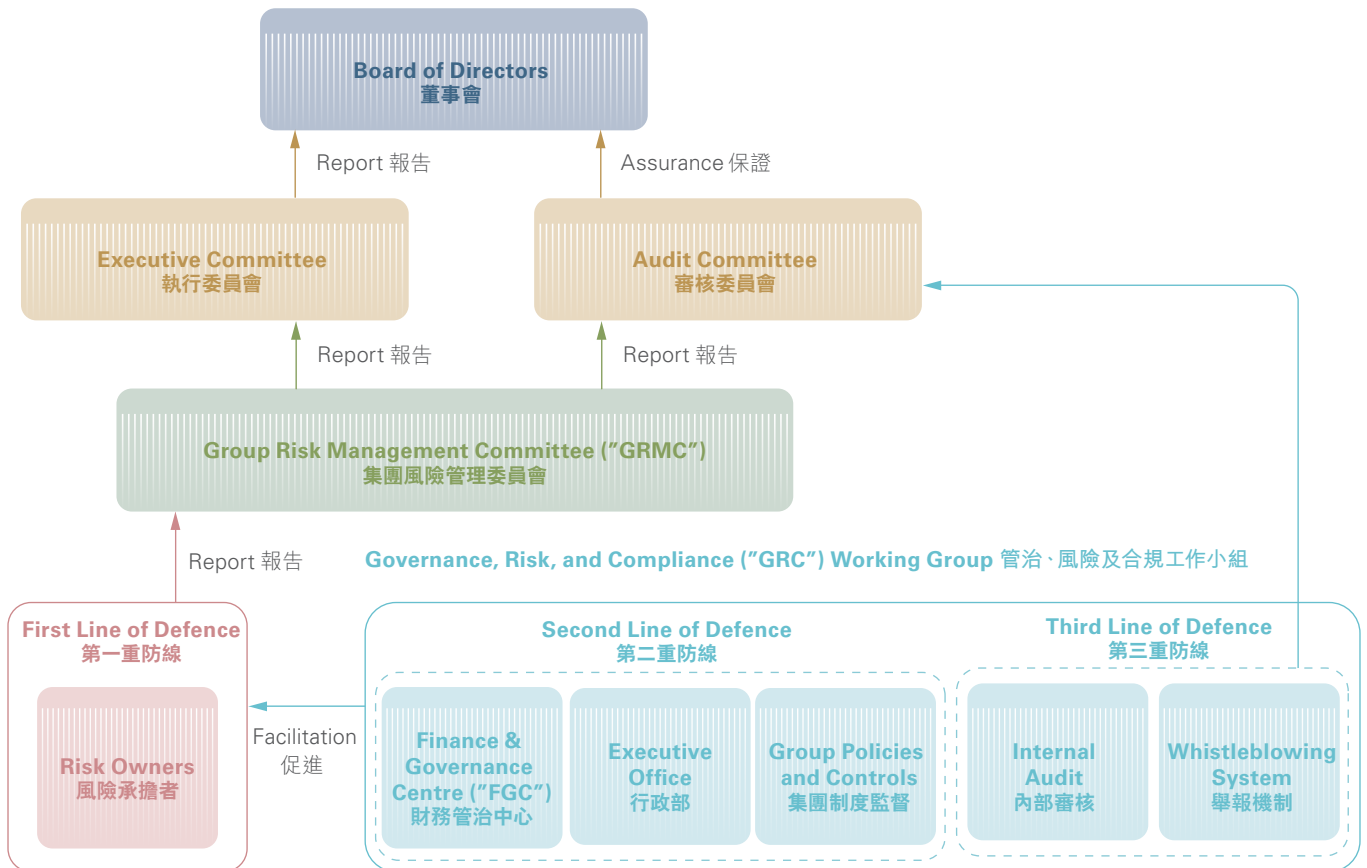 Board of Directors
董事會
Report 報告
Assurance 保證
Executive Committee
執行委員會
Audit Committee
審核委員會
Report 報告
Report 報告
Group Risk Management Committee ("GRMC")
集團風險管理委員會
Report 報告
Governance, Risk, and Compliance ("GRC") Working Group 管治、風險及合規工作小組
First Line of Defence
第一重防線
Second Line of Defence
第二重防線
Third Line of Defence
第三重防線
Risk Owners
風險承擔者
Facilitation
促進
Finance &
Governance
Centre ("FGC")
財務管治中心
Executive
Office
行政部
Group Policies
and Controls
集團制度監督
Internal
Audit
內部審核
Whistleblowing
System
舉報機制